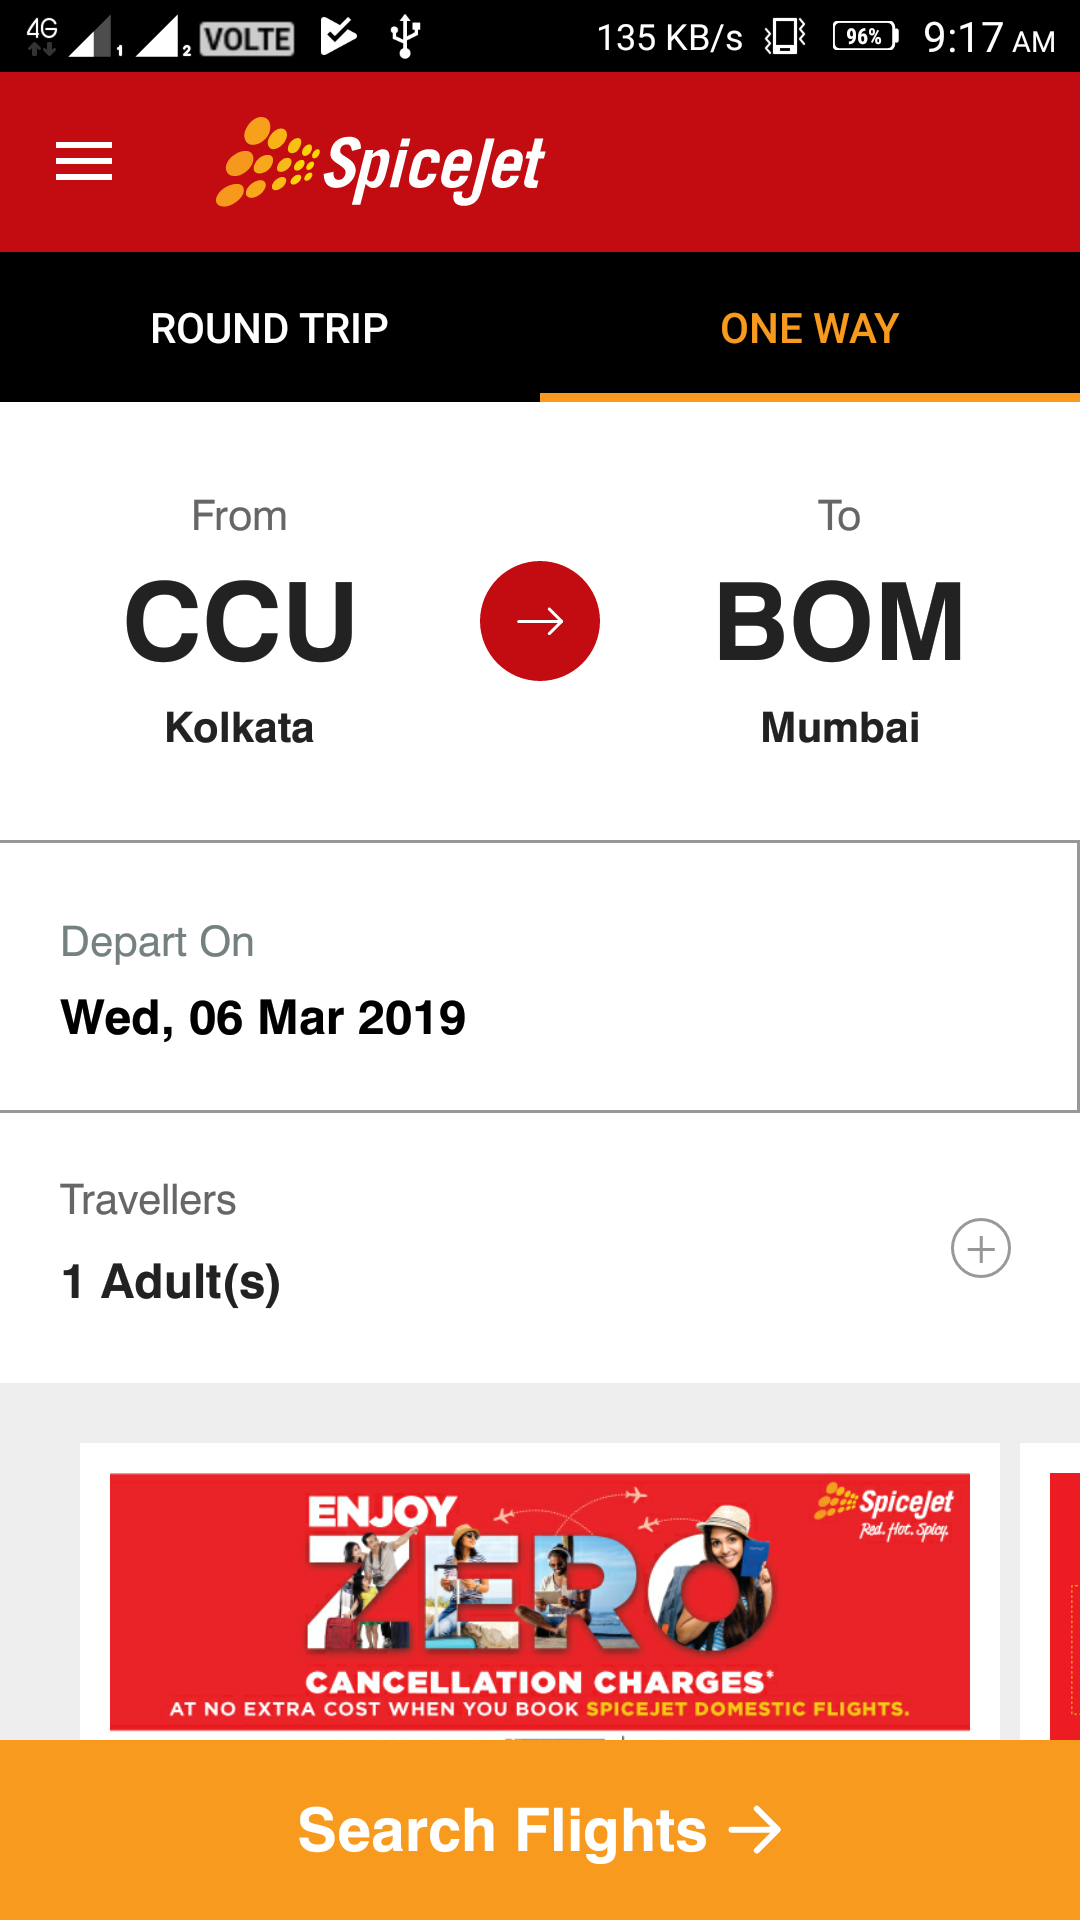 4G 1 2 VOLTE 135 KB/s 96% 9:17 AM
SpiceJet
ROUND TRIP ONE WAY
From To
CCU BOM
Kolkata Mumbai
Depart On
Wed, 06 Mar 2019
Travellers
1 Adult(s)
SpiceJet
Red. Hot. Spicy.
ENJOY
ZERO
CANCELLATION CHARGES*
AT NO EXTRA COST WHEN YOU BOOK SPICEJET DOMESTIC FLIGHTS.
Search Flights